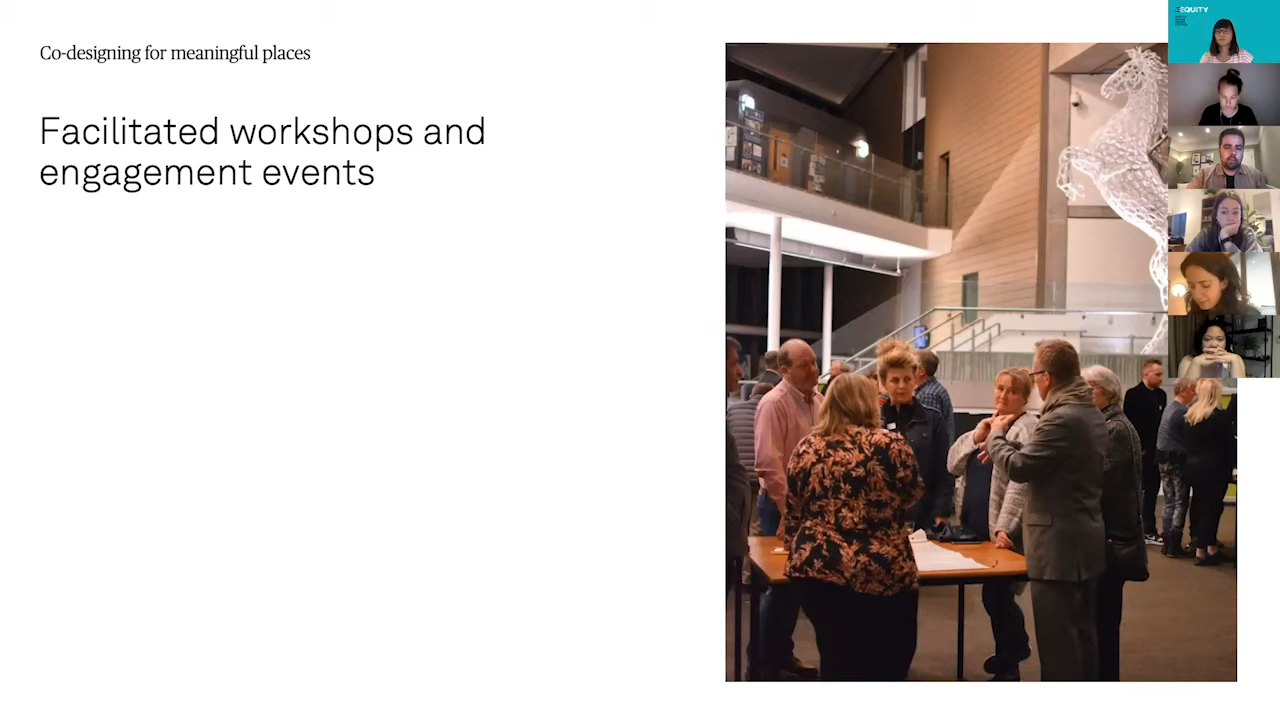 Co-designing for meaningful places
Facilitated workshops and
engagement events
EQUITY